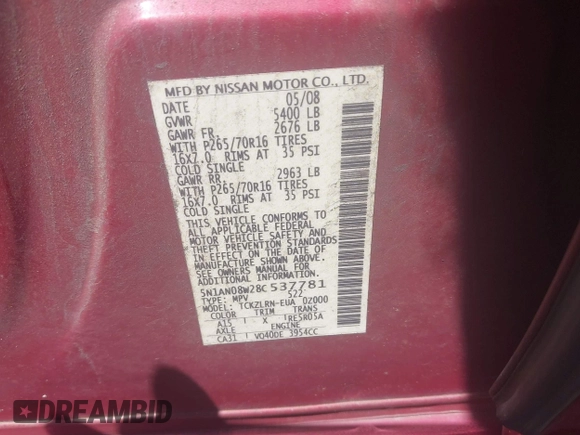 MFD BY NISSAN MOTOR CO., LTD.
DATE 05/08
GVWR 5400 LB
GAWR FR. 2676 LB
WITH P265/70R16 TIRES
16X7.0 RIMS AT 35 PSI
COLD SINGLE
GAWR RR. 2963 LB
WITH P265/70R16 TIRES
16X7.0 RIMS AT 35 PSI
COLD SINGLE
THIS VEHICLE CONFORMS TO
ALL APPLICABLE FEDERAL
MOTOR VEHICLE SAFETY AND
THEFT PREVENTION STANDARDS
IN EFFECT ON THE DATE OF
MANUFACTURE SHOWN ABOVE.
SEE MANUAL FOR ADDITIONAL
INFORMATION.
5N1AN08W28C537781
TYPE: MPV 522
MODEL: TCKZLRN-EUA DZ000
COLOR TRIM TRANS
A15 X RE5R05A
AXLE ENGINE
CA31 VQ40DE 3954CC
DREAMBID